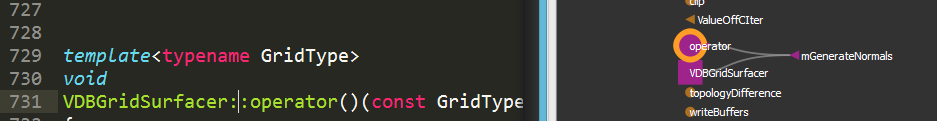 727
728
729 template<typename GridType>
730 void
731 VDBGridSurfacer::operator()(const GridType
clip
ValueOffCIter
operator
mGenerateNormals
VDBGridSurfacer
topologyDifference
writeBuffers